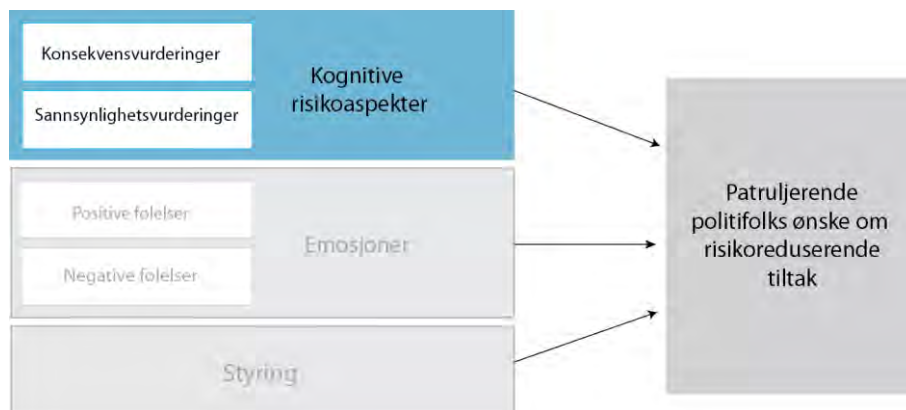 Konsekvensvurderinger
Sannsynlighetsvurderinger
Kognitive
risikoaspekter
Positive følelser
Negative følelser
Emosjoner
Styring
Patruljerende
politifolks ønske om
risikoreduserende
tiltak